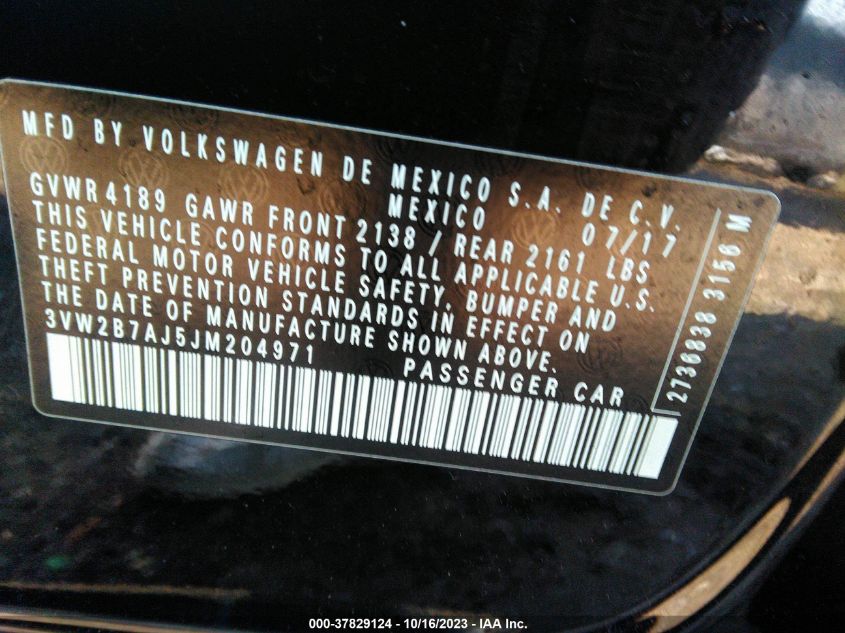 MFD BY VOLKSWAGEN DE MEXICO S.A. DE C.V.
MEXICO 07/17
GVWR 4189 GAWR FRONT 2138 / REAR 2161 LBS
THIS VEHICLE CONFORMS TO ALL APPLICABLE U.S.
FEDERAL MOTOR VEHICLE SAFETY, BUMPER AND
THEFT PREVENTION STANDARDS IN EFFECT ON
THE DATE OF MANUFACTURE SHOWN ABOVE.
3VW2B7AJ5JM204971 PASSENGER CAR
2736838 3156 M
000-37829124 - 10/16/2023 - IAA Inc.